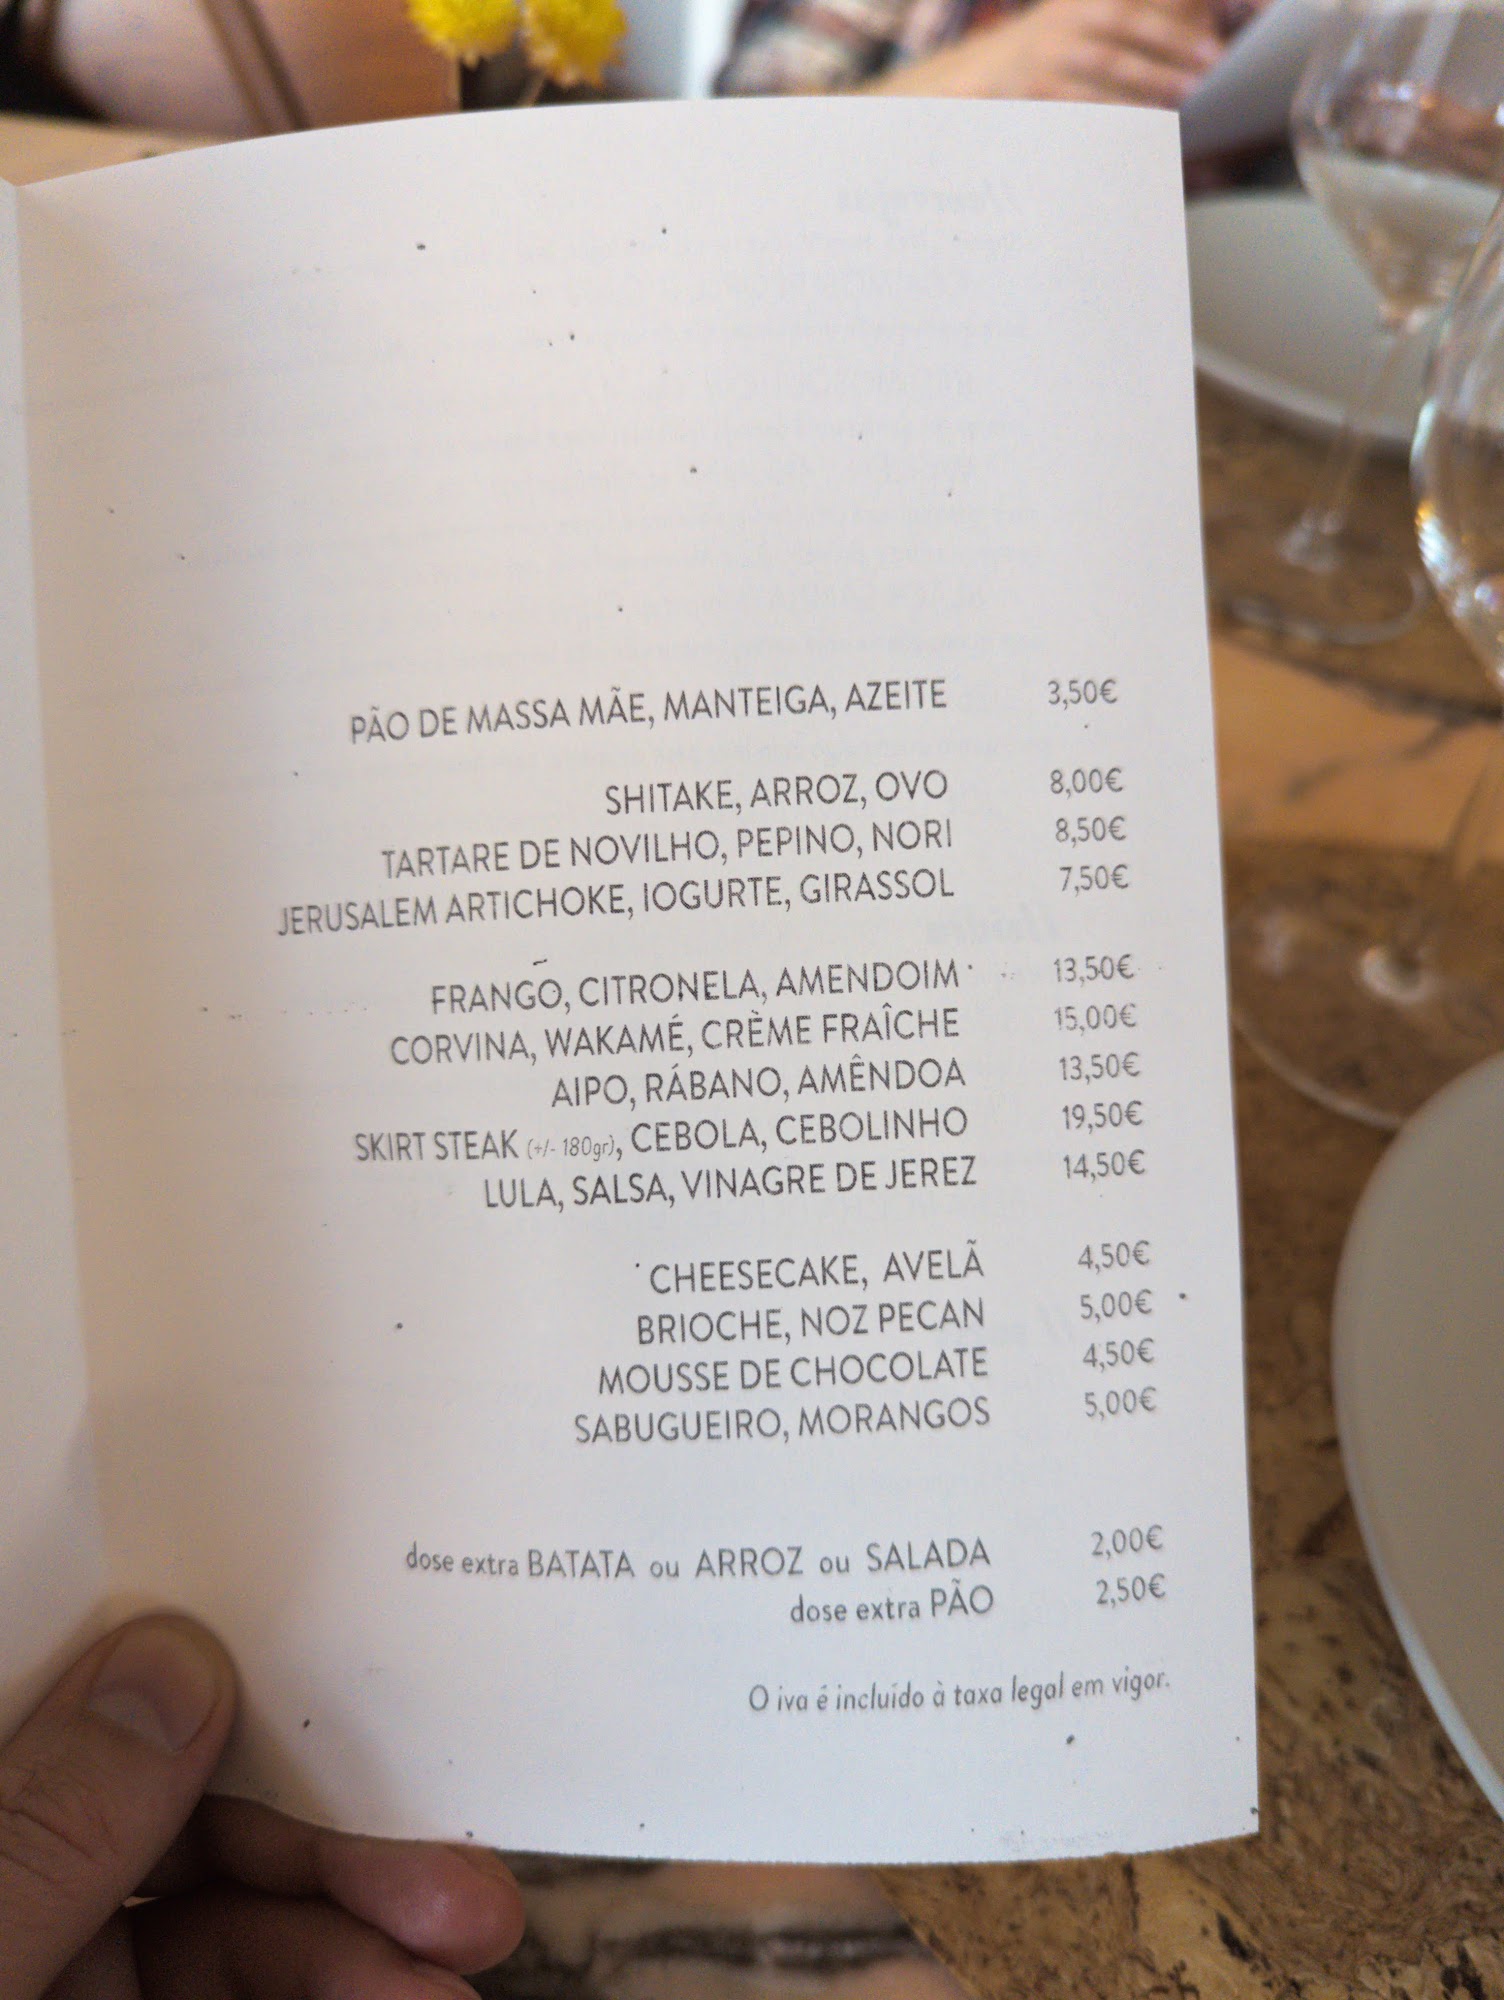 PÃO DE MASSA MÃE, MANTEIGA, AZEITE 3,50€
SHITAKE, ARROZ, OVO 8,00€
TARTARE DE NOVILHO, PEPINO, NORI 8,50€
JERUSALEM ARTICHOKE, IOGURTE, GIRASSOL 7,50€
FRANGO, CITRONELA, AMENDOIM 13,50€
CORVINA, WAKAMÉ, CRÈME FRAÎCHE 15,00€
AIPO, RÁBANO, AMÊNDOA 13,50€
SKIRT STEAK (+/- 180gr), CEBOLA, CEBOLINHO 19,50€
LULA, SALSA, VINAGRE DE JEREZ 14,50€
CHEESECAKE, AVELÃ 4,50€
BRIOCHE, NOZ PECAN 5,00€
MOUSSE DE CHOCOLATE 4,50€
SABUGUEIRO, MORANGOS 5,00€
dose extra BATATA ou ARROZ ou SALADA 2,00€
dose extra PÃO 2,50€
O iva é incluído à taxa legal em vigor.